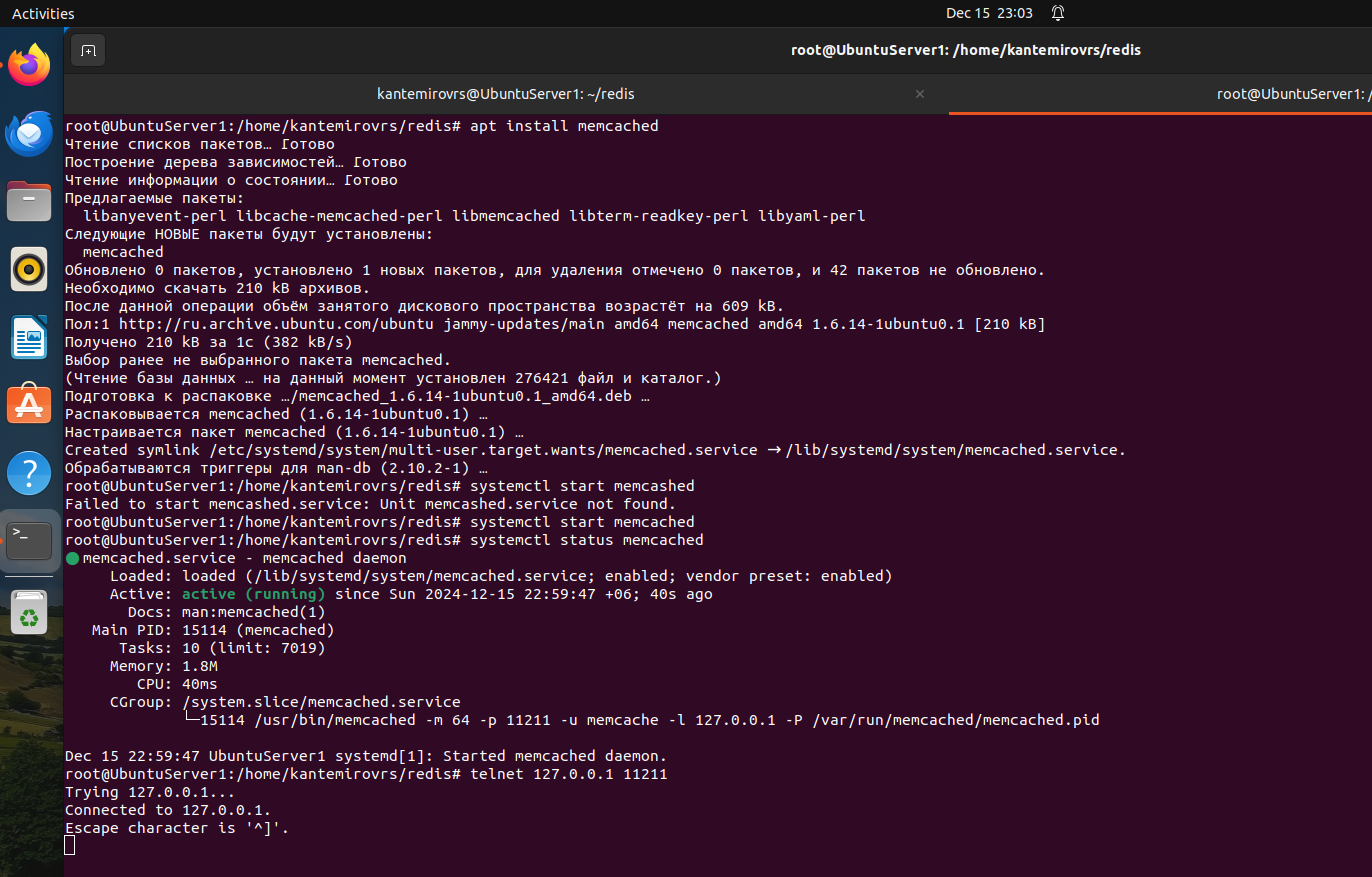 Activities
Dec 15 23:03
root@UbuntuServer1: /home/kantemirovrs/redis
kantemirovrs@UbuntuServer1: ~/redis
root@UbuntuServer1: /
root@UbuntuServer1:/home/kantemirovrs/redis# apt install memcached
Чтение списков пакетов… Готово
Построение дерева зависимостей… Готово
Чтение информации о состоянии… Готово
Предлагаемые пакеты:
libanyevent-perl libcache-memcached-perl libmemcached libterm-readkey-perl libyaml-perl
Следующие НОВЫЕ пакеты будут установлены:
memcached
Обновлено 0 пакетов, установлено 1 новых пакетов, для удаления отмечено 0 пакетов, и 42 пакетов не обновлено.
Необходимо скачать 210 kB архивов.
После данной операции объём занятого дискового пространства возрастёт на 609 kB.
Пол:1 http://ru.archive.ubuntu.com/ubuntu jammy-updates/main amd64 memcached amd64 1.6.14-1ubuntu0.1 [210 kB]
Получено 210 kB за 1с (382 kB/s)
Выбор ранее не выбранного пакета memcached.
(Чтение базы данных … на данный момент установлен 276421 файл и каталог.)
Подготовка к распаковке …/memcached_1.6.14-1ubuntu0.1_amd64.deb …
Распаковывается memcached (1.6.14-1ubuntu0.1) …
Настраивается пакет memcached (1.6.14-1ubuntu0.1) …
Created symlink /etc/systemd/system/multi-user.target.wants/memcached.service → /lib/systemd/system/memcached.service.
Обрабатываются триггеры для man-db (2.10.2-1) …
root@UbuntuServer1:/home/kantemirovrs/redis# systemctl start memcashed
Failed to start memcashed.service: Unit memcashed.service not found.
root@UbuntuServer1:/home/kantemirovrs/redis# systemctl start memcached
root@UbuntuServer1:/home/kantemirovrs/redis# systemctl status memcached
● memcached.service - memcached daemon
Loaded: loaded (/lib/systemd/system/memcached.service; enabled; vendor preset: enabled)
Active: active (running) since Sun 2024-12-15 22:59:47 +06; 40s ago
Docs: man:memcached(1)
Main PID: 15114 (memcached)
Tasks: 10 (limit: 7019)
Memory: 1.8M
CPU: 40ms
CGroup: /system.slice/memcached.service
└─15114 /usr/bin/memcached -m 64 -p 11211 -u memcache -l 127.0.0.1 -P /var/run/memcached/memcached.pid
Dec 15 22:59:47 UbuntuServer1 systemd[1]: Started memcached daemon.
root@UbuntuServer1:/home/kantemirovrs/redis# telnet 127.0.0.1 11211
Trying 127.0.0.1...
Connected to 127.0.0.1.
Escape character is '^]'.